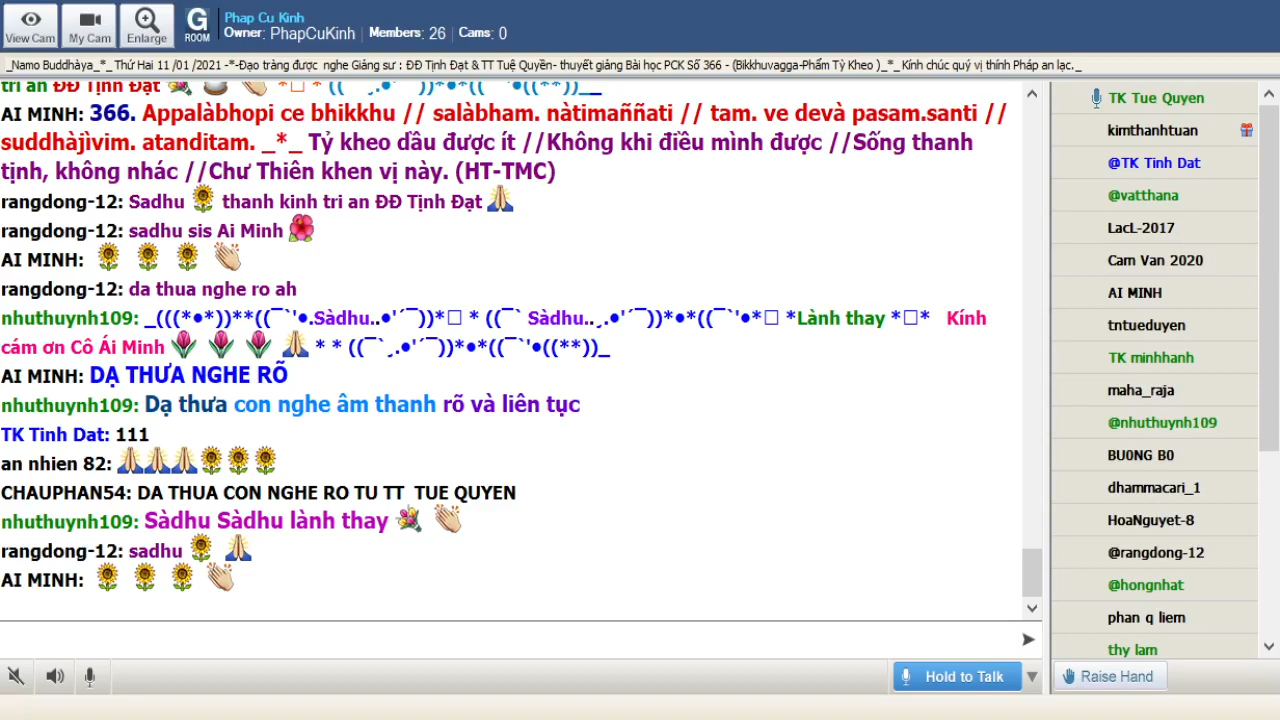 Phap Cu Kinh
Owner: PhapCuKinh | Members: 26 | Cams: 0
View Cam
My Cam
Enlarge
G
ROOM
_Namo Buddhàya_*_ Thứ Hai 11 /01 /2021 -*-Đạo tràng được nghe Giảng sư : ĐĐ Tịnh Đạt & TT Tuệ Quyền- thuyết giảng Bài học PCK Số 366 - (Bikkhuvagga-Phẩm Tỳ Kheo )_*_ Kính chúc quý vị thính Pháp an lạc._
tri ân ĐĐ Tịnh Đạt
AI MINH: 366. Appalàbhopi ce bhikkhu // salàbham. nàtimaññati // tam. ve devà pasam.santi //
suddhàjìvim. atanditam. _*_ Tỷ kheo dầu được ít //Không khi điều mình được //Sống thanh
tịnh, không nhác //Chư Thiên khen vị này. (HT-TMC)
rangdong-12: Sadhu 🌻 thanh kinh tri an ĐĐ Tịnh Đạt 🙏
rangdong-12: sadhu sis Ai Minh 🌺
AI MINH: 🌻 🌻 🌻 👏
rangdong-12: da thua nghe ro ah
nhuthuynh109: _(((*•*))**((¯`'•.Sàdhu..•'´¯))*□ * ((¯` Sàdhu..¸.•'´¯))*•*((¯`'•*□ *Lành thay *□* Kính
cám ơn Cô Ái Minh 🌷 🌷 🌷 🙏 * * ((¯`¸.•'´¯))*•*((¯`'•((**))_
AI MINH: DẠ THƯA NGHE RÕ
nhuthuynh109: Dạ thưa con nghe âm thanh rõ và liên tục
TK Tinh Dat: 111
an nhien 82: 🙏🙏🙏🌻🌻🌻
CHAUPHAN54: DA THUA CON NGHE RO TU TT TUE QUYEN
nhuthuynh109: Sàdhu Sàdhu lành thay 💐 👏
rangdong-12: sadhu 🌻 🙏
AI MINH: 🌻 🌻 🌻 👏
Hold to Talk
TK Tue Quyen
kimthanhtuan
@TK Tinh Dat
@vatthana
LacL-2017
Cam Van 2020
AI MINH
tntueduyen
TK minhhanh
maha_raja
@nhuthuynh109
BU0NG B0
dhammacari_1
HoaNguyet-8
@rangdong-12
@hongnhat
phan q liem
thy lam
Raise Hand